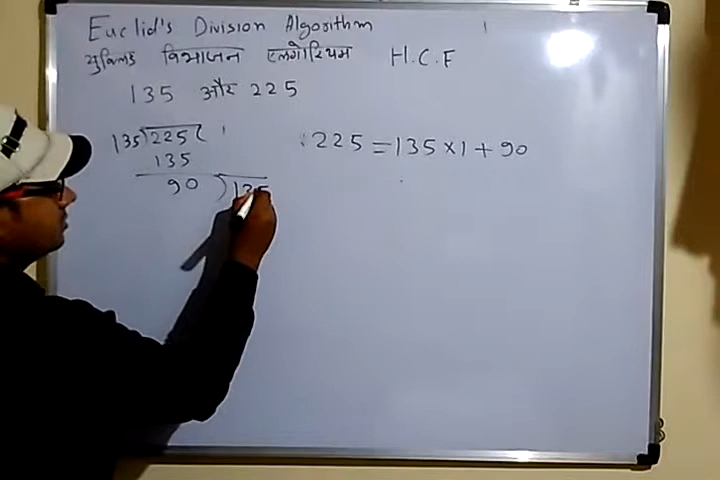 Euclid's Division Algorithm
युक्लिड विभाजन एल्गोरिथम H.C.F
135 और 225
135)225( 1
135
90 )135
225 = 135 × 1 + 90